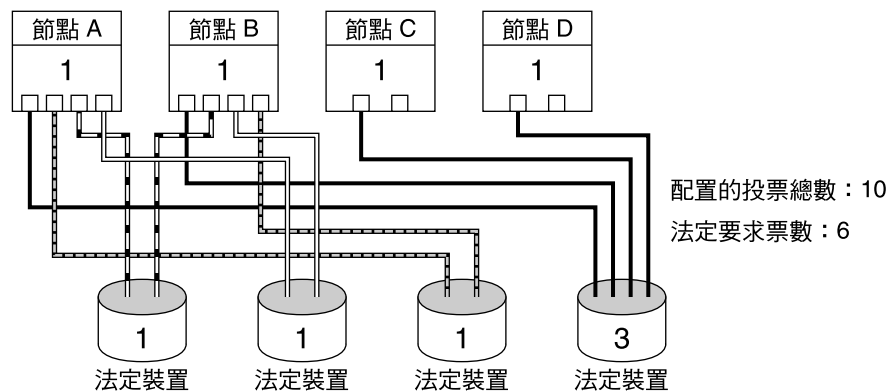 節點 A
節點 B
節點 C
節點 D
1
1
1
1
配置的投票總數：10
法定要求票數：6
1
1
1
3
法定裝置
法定裝置
法定裝置
法定裝置